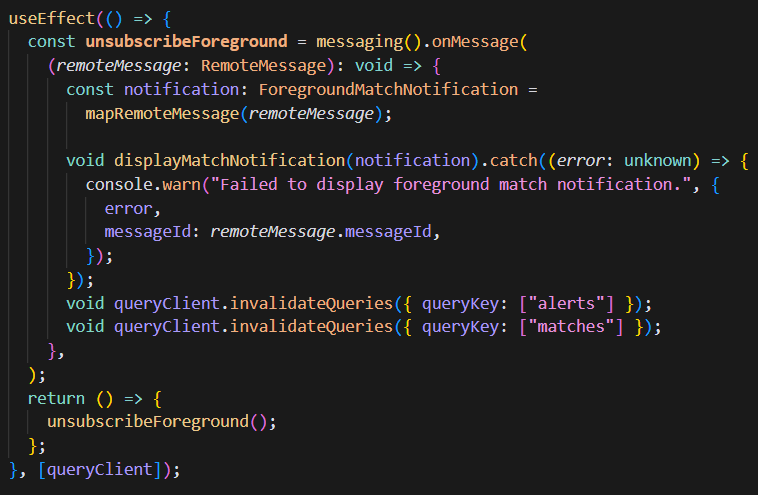 useEffect(() => {
  const unsubscribeForeground = messaging().onMessage(
    (remoteMessage: RemoteMessage): void => {
      const notification: ForegroundMatchNotification =
        mapRemoteMessage(remoteMessage);

      void displayMatchNotification(notification).catch((error: unknown) => {
        console.warn("Failed to display foreground match notification.", {
          error,
          messageId: remoteMessage.messageId,
        });
      });
      void queryClient.invalidateQueries({ queryKey: ["alerts"] });
      void queryClient.invalidateQueries({ queryKey: ["matches"] });
    },
  );
  return () => {
    unsubscribeForeground();
  };
}, [queryClient]);